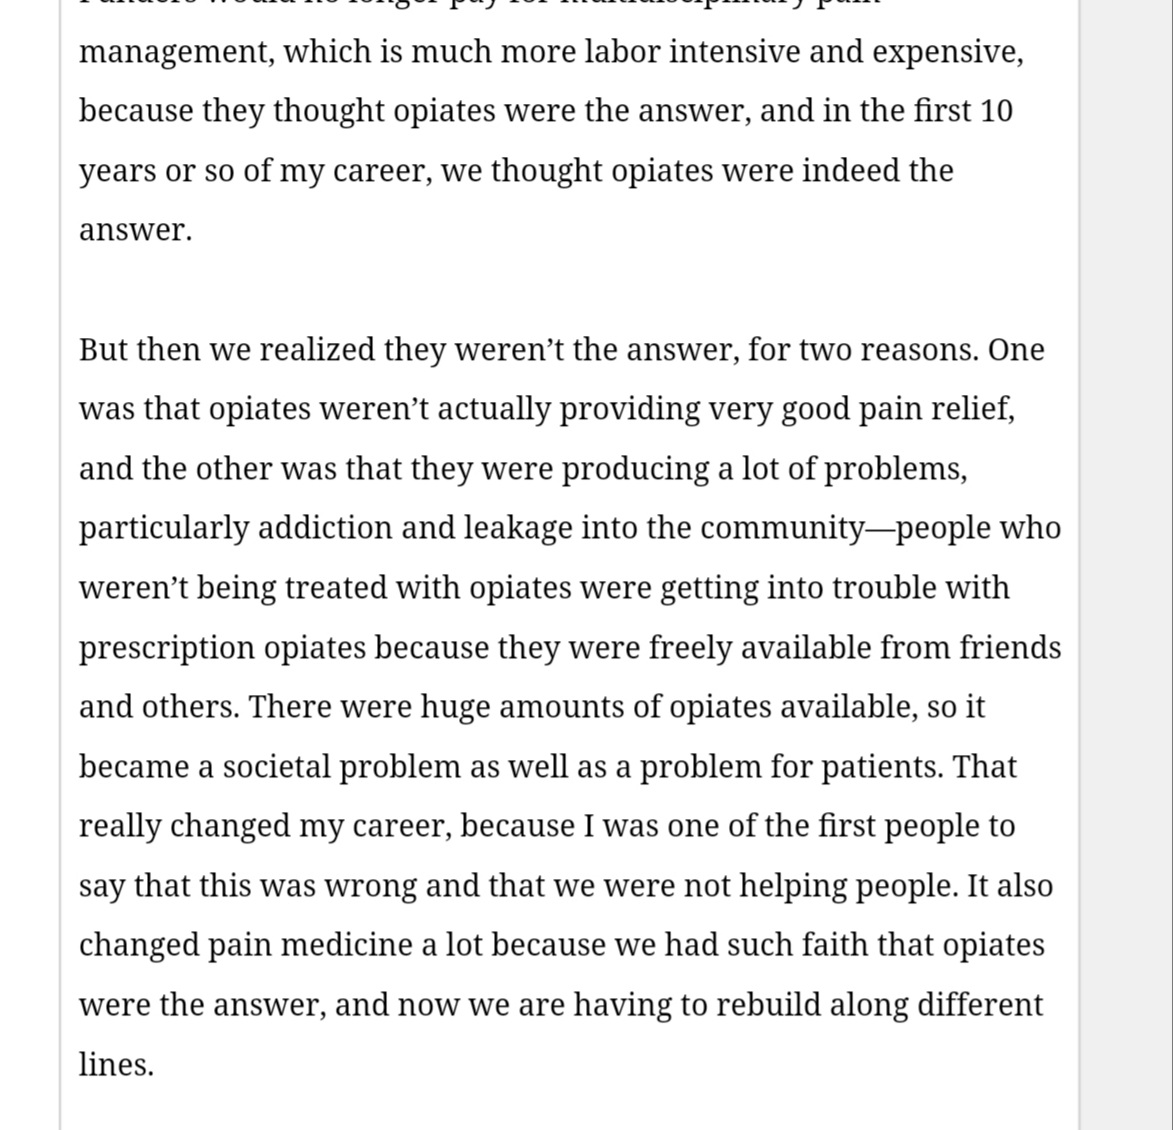 Funders would no longer pay for multidisciplinary pain
management, which is much more labor intensive and expensive,
because they thought opiates were the answer, and in the first 10
years or so of my career, we thought opiates were indeed the
answer.
But then we realized they weren’t the answer, for two reasons. One
was that opiates weren’t actually providing very good pain relief,
and the other was that they were producing a lot of problems,
particularly addiction and leakage into the community—people who
weren’t being treated with opiates were getting into trouble with
prescription opiates because they were freely available from friends
and others. There were huge amounts of opiates available, so it
became a societal problem as well as a problem for patients. That
really changed my career, because I was one of the first people to
say that this was wrong and that we were not helping people. It also
changed pain medicine a lot because we had such faith that opiates
were the answer, and now we are having to rebuild along different
lines.